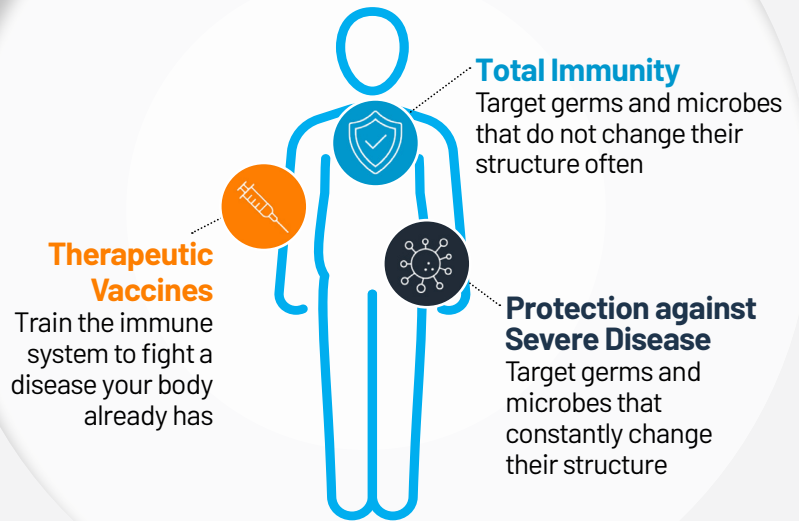 Total Immunity
Target germs and microbes
that do not change their
structure often
Therapeutic
Vaccines
Train the immune
system to fight a
disease your body
already has
Protection against
Severe Disease
Target germs and
microbes that
constantly change
their structure